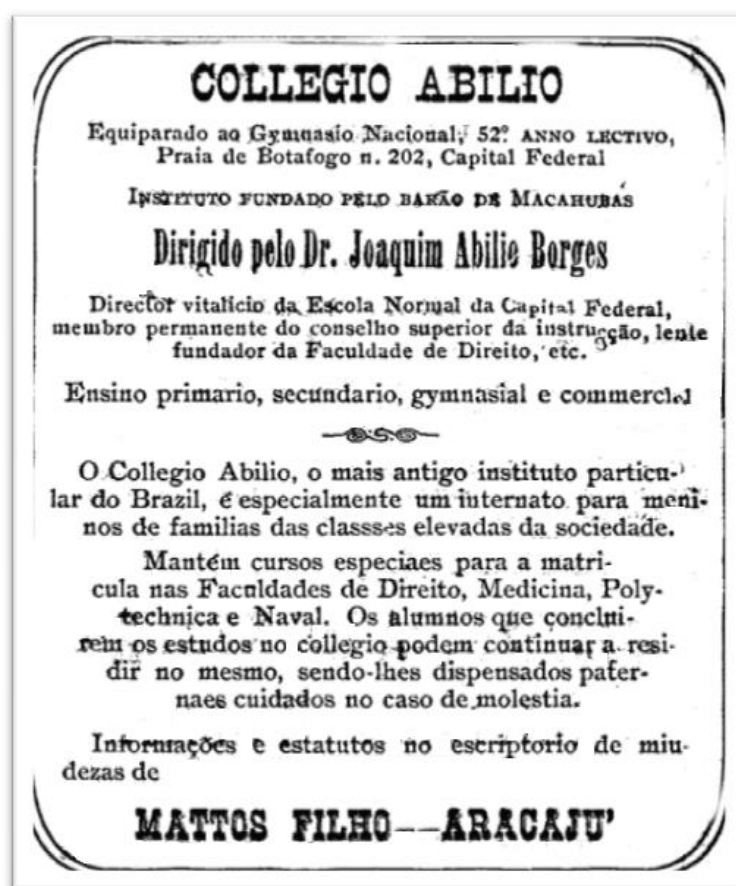 COLLEGIO ABILIO
Equiparado ao Gymnasio Nacional, 52º ANNO LECTIVO,
Praia de Botafogo n. 202, Capital Federal
INSTITUTO FUNDADO PELO BARÃO DE MACAHUBAS
Dirigido pelo Dr. Joaquim Abilio Borges
Director vitalicio da Escola Normal da Capital Federal,
membro permanente do conselho superior da instrucção, lente
fundador da Faculdade de Direito, etc.
Ensino primario, secundario, gymnasial e commercial
O Collegio Abilio, o mais antigo instituto particu-
lar do Brazil, é especialmente um internato para meni-
nos de familias das classses elevadas da sociedade.
Mantém cursos especiaes para a matri-
cula nas Faculdades de Direito, Medicina, Poly-
technica e Naval. Os alumnos que conclui-
rem os estudos no collegio podem continuar a resi-
dir no mesmo, sendo-lhes dispensados pater-
naes cuidados no caso de molestia.
Informações e estatutos no escriptorio de miu-
dezas de
MATTOS FILHO--ARACAJU'